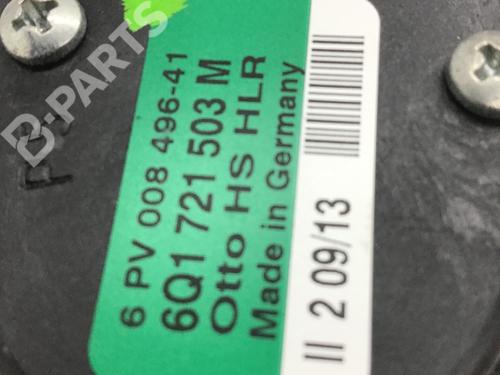 6 PV 008 496-41
6Q1 721 503 M
Otto HS HLR
Made in Germany
II 2 09/13
B-PARTS